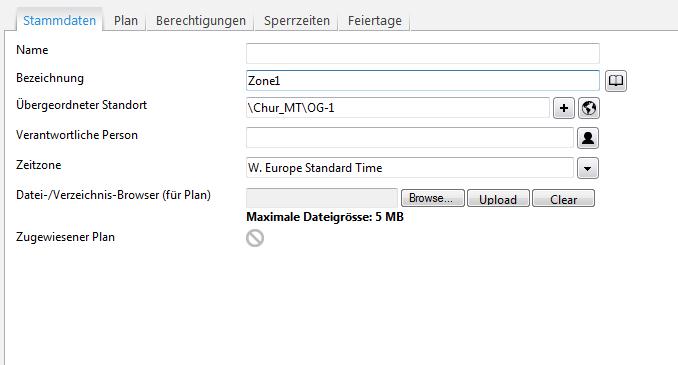 Stammdaten Plan Berechtigungen Sperrzeiten Feiertage
Name
Bezeichnung Zone1
Übergeordneter Standort \Chur_MT\OG-1
Verantwortliche Person
Zeitzone W. Europe Standard Time
Datei-/Verzeichnis-Browser (für Plan) Browse... Upload Clear
Maximale Dateigrösse: 5 MB
Zugewiesener Plan